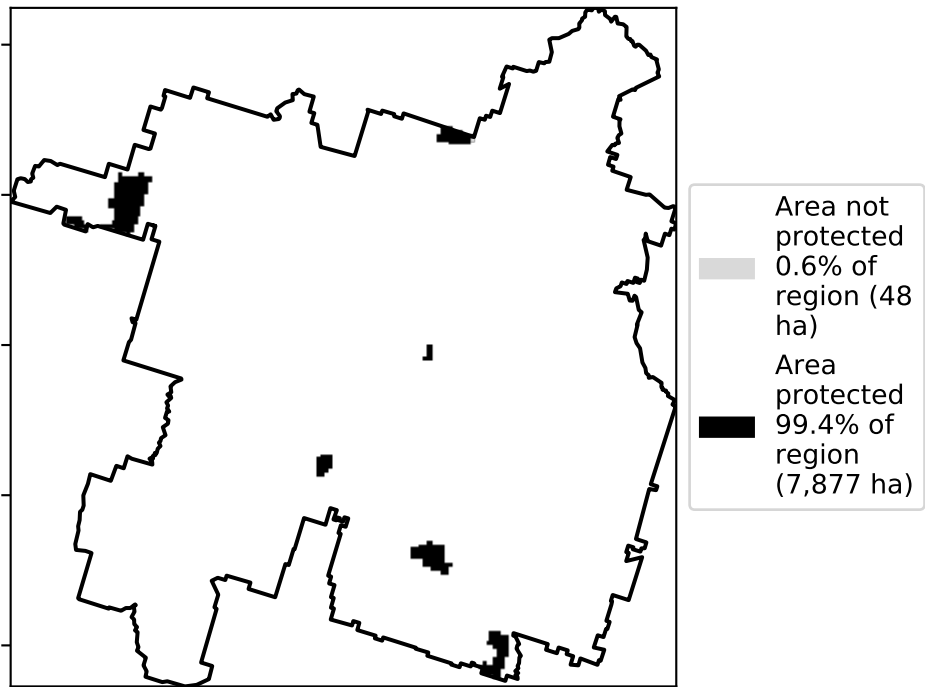 Area not
protected
0.6% of
region (48
ha)
Area
protected
99.4% of
region
(7,877 ha)